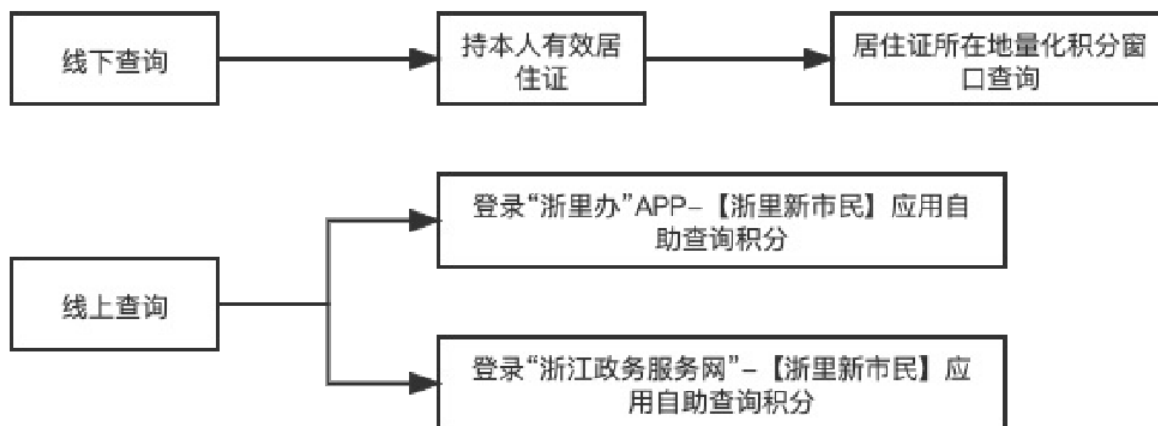 线下查询
持本人有效居
住证
居住证所在地量化积分窗
口查询
登录“浙里办”APP-【浙里新市民】应用自
助查询积分
线上查询
登录“浙江政务服务网”-【浙里新市民】应
用自助查询积分